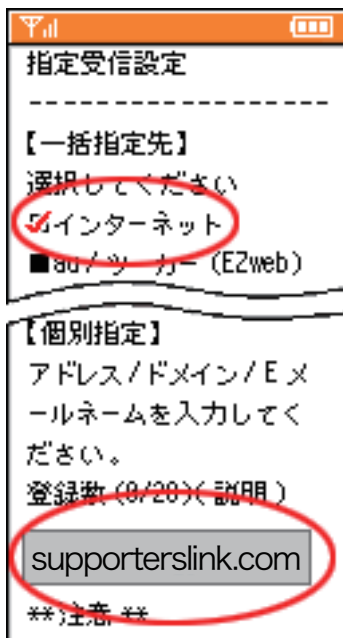 指定受信設定
------------------
【一括指定先】
選択してください
インターネット
■au/ツーカー(EZweb)
【個別指定】
アドレス/ドメイン/Eメ
ールネームを入力してく
ださい。
登録数(0/20)(説明)
supporterslink.com
**注意**